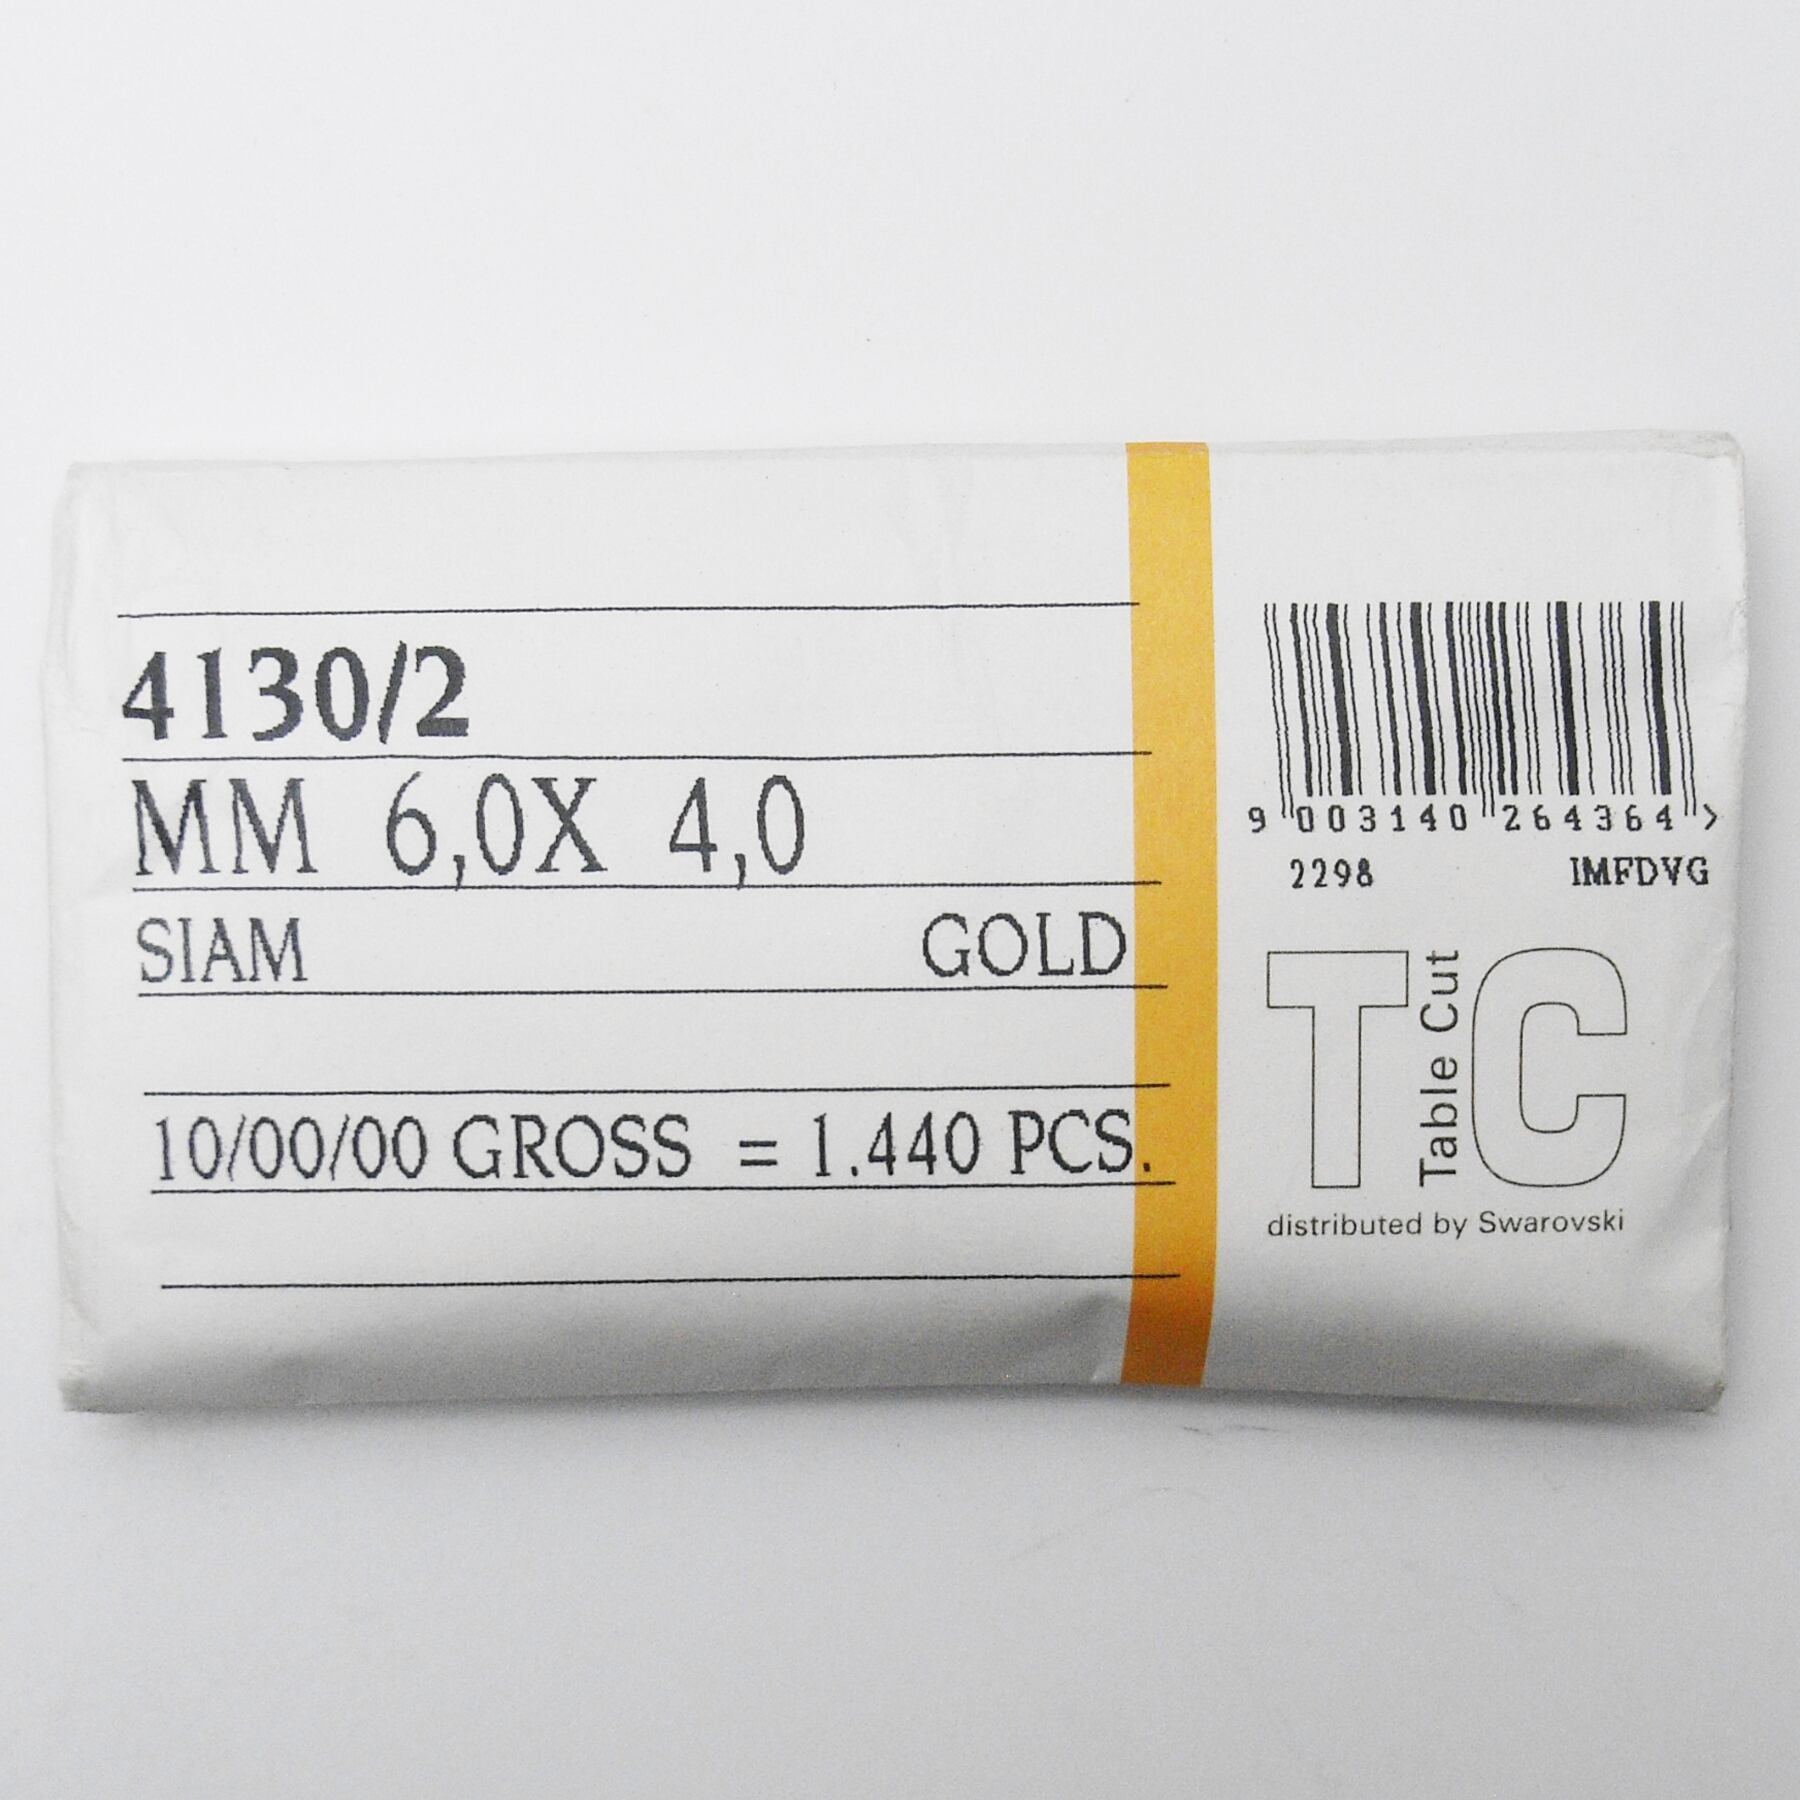 4130/2
MM 6,0X 4,0
SIAM GOLD
10/00/00 GROSS = 1.440 PCS.
9 003140 264364 >
2298 IMFDVG
T Table Cut C
distributed by Swarovski